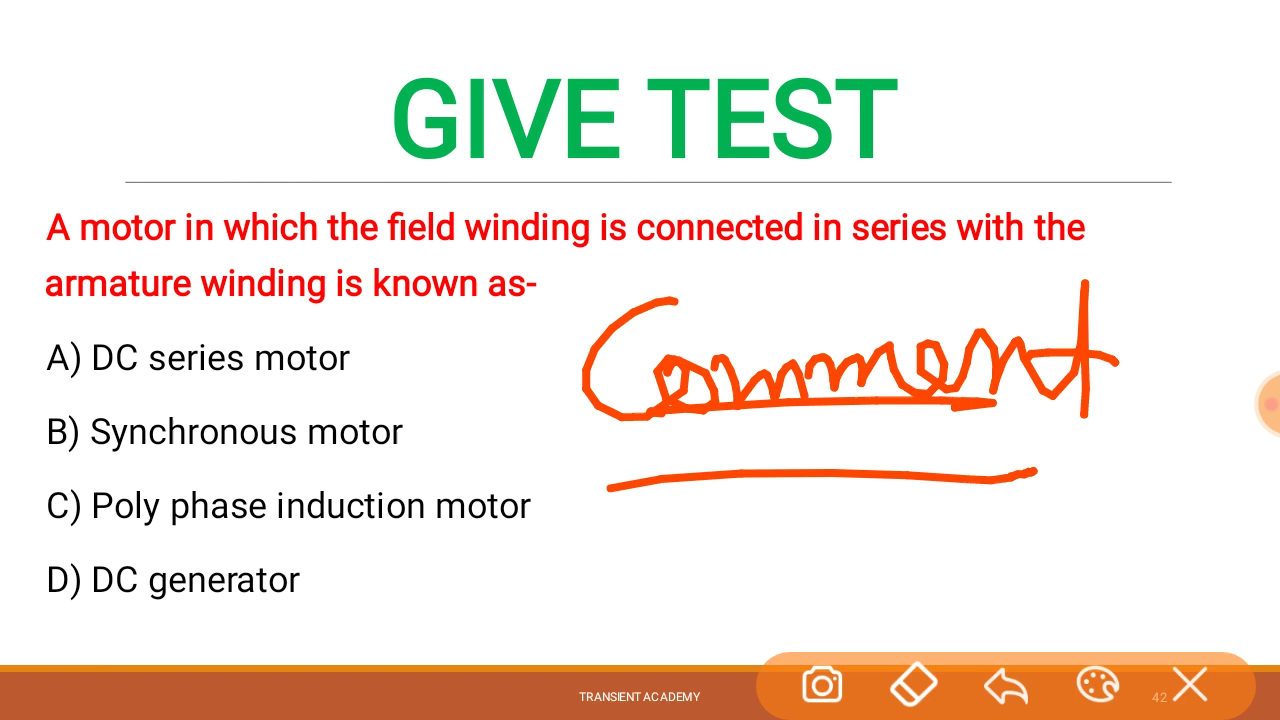 GIVE TEST
A motor in which the field winding is connected in series with the
armature winding is known as-
Comment
A) DC series motor
B) Synchronous motor
C) Poly phase induction motor
D) DC generator
TRANSIENT ACADEMY
42